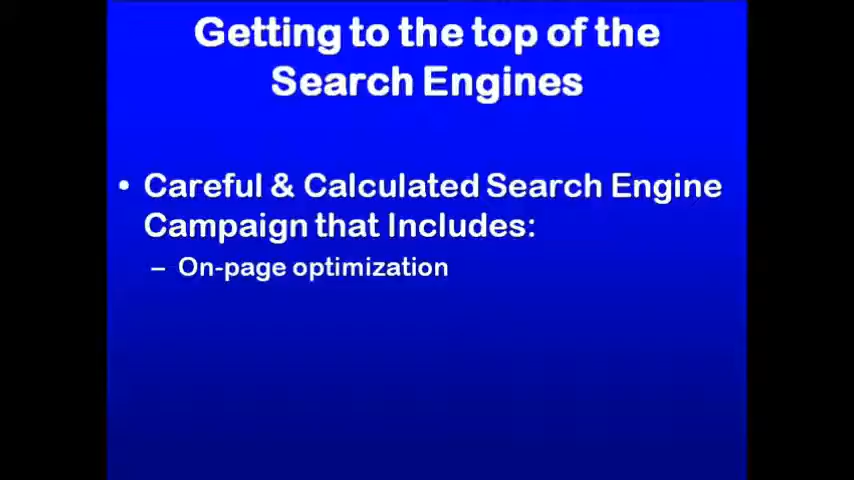 Getting to the top of the
Search Engines
• Careful & Calculated Search Engine
Campaign that Includes:
– On-page optimization